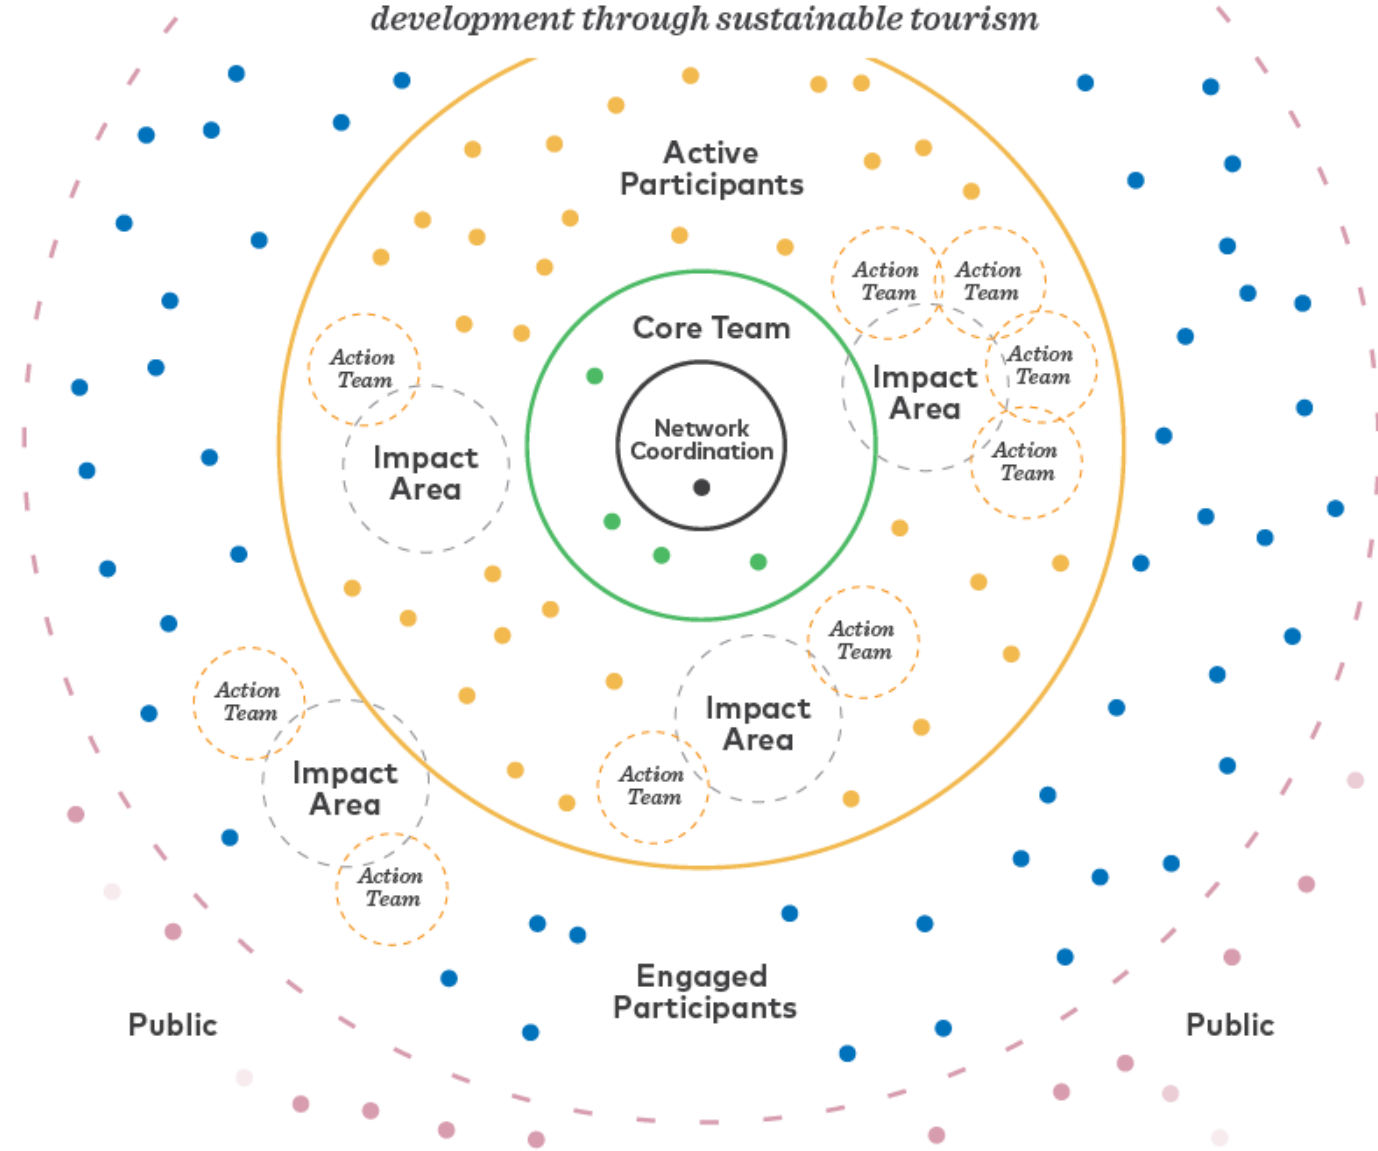 development through sustainable tourism
Active
Participants
Action
Team
Action
Team
Core Team
Action
Team
Action
Team
Impact
Area
Network
Coordination
Impact
Area
Action
Team
Action
Team
Action
Team
Impact
Area
Impact
Area
Action
Team
Action
Team
Engaged
Participants
Public
Public